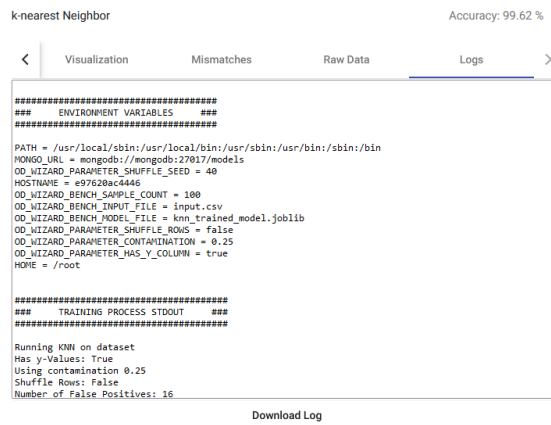 k-nearest Neighbor
Accuracy: 99.62 %
Visualization
Mismatches
Raw Data
Logs
#####################################
###     ENVIRONMENT VARIABLES     ###
#####################################
PATH = /usr/local/sbin:/usr/local/bin:/usr/sbin:/usr/bin:/sbin:/bin
MONGO_URL = mongodb://mongodb:27017/models
OD_WIZARD_PARAMETER_SHUFFLE_SEED = 40
HOSTNAME = e97620ac4446
OD_WIZARD_BENCH_SAMPLE_COUNT = 100
OD_WIZARD_BENCH_INPUT_FILE = input.csv
OD_WIZARD_BENCH_MODEL_FILE = knn_trained_model.joblib
OD_WIZARD_PARAMETER_SHUFFLE_ROWS = false
OD_WIZARD_PARAMETER_CONTAMINATION = 0.25
OD_WIZARD_PARAMETER_HAS_Y_COLUMN = true
HOME = /root
#######################################
###     TRAINING PROCESS STDOUT     ###
#######################################
Running KNN on dataset
Has y-Values: True
Using contamination 0.25
Shuffle Rows: False
Number of False Positives: 16
Download Log